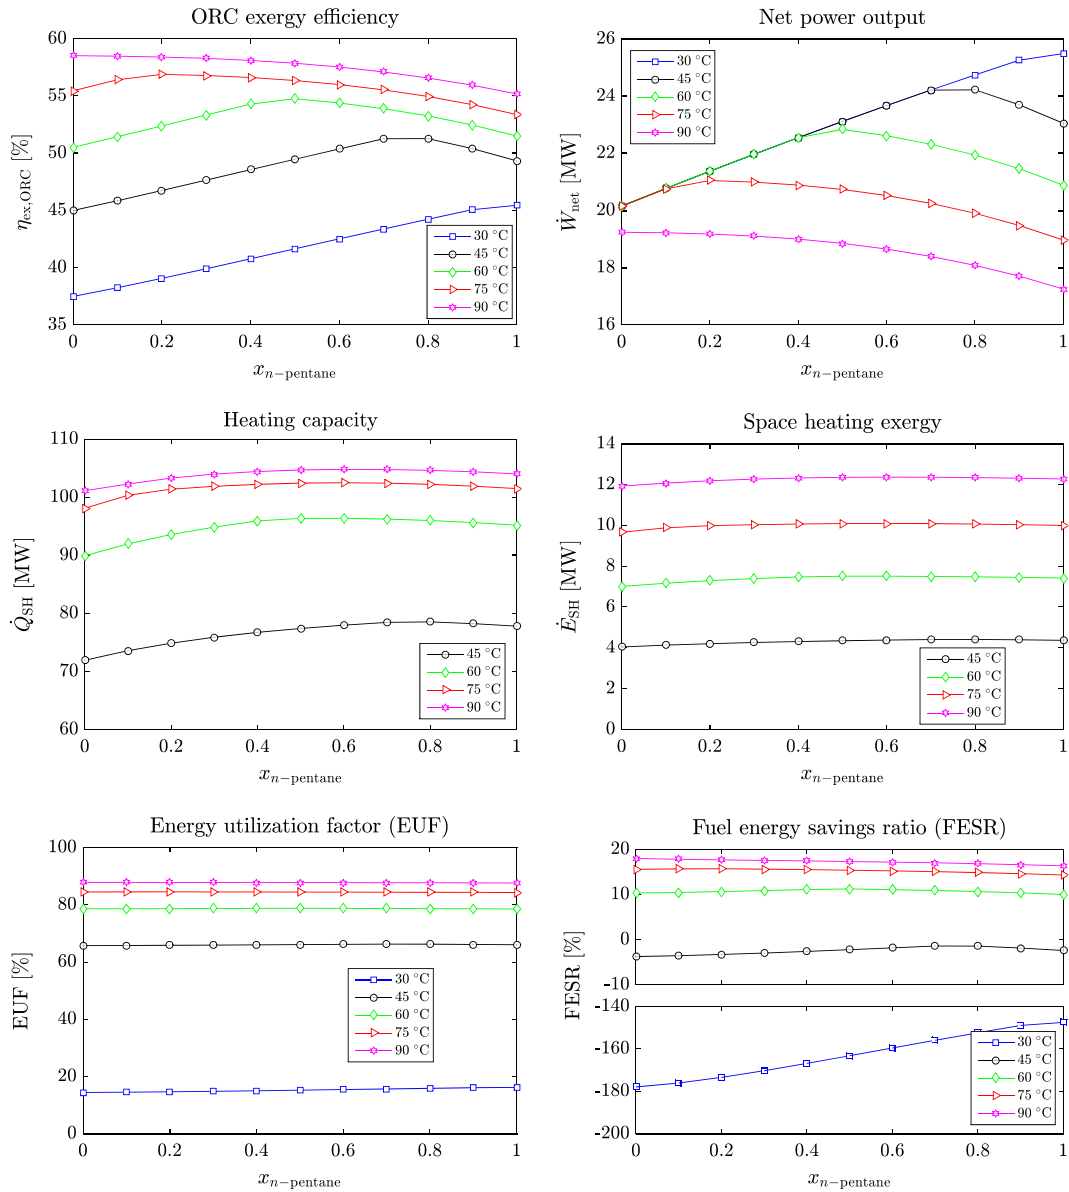 ORC exergy efficiency
60
55
50
45
40
35
η_ex,ORC [%]
30 °C
45 °C
60 °C
75 °C
90 °C
0 0.2 0.4 0.6 0.8 1
x_n−pentane
Net power output
26
24
22
20
18
16
Ẇ_net [MW]
30 °C
45 °C
60 °C
75 °C
90 °C
0 0.2 0.4 0.6 0.8 1
x_n−pentane
Heating capacity
110
100
90
80
70
60
Q̇_SH [MW]
45 °C
60 °C
75 °C
90 °C
0 0.2 0.4 0.6 0.8 1
x_n−pentane
Space heating exergy
14
12
10
8
6
4
2
0
Ė_SH [MW]
45 °C
60 °C
75 °C
90 °C
0 0.2 0.4 0.6 0.8 1
x_n−pentane
Energy utilization factor (EUF)
100
80
60
40
20
0
EUF [%]
30 °C
45 °C
60 °C
75 °C
90 °C
0 0.2 0.4 0.6 0.8 1
x_n−pentane
Fuel energy savings ratio (FESR)
20
10
0
-10
-140
-160
-180
-200
FESR [%]
30 °C
45 °C
60 °C
75 °C
90 °C
0 0.2 0.4 0.6 0.8 1
x_n−pentane